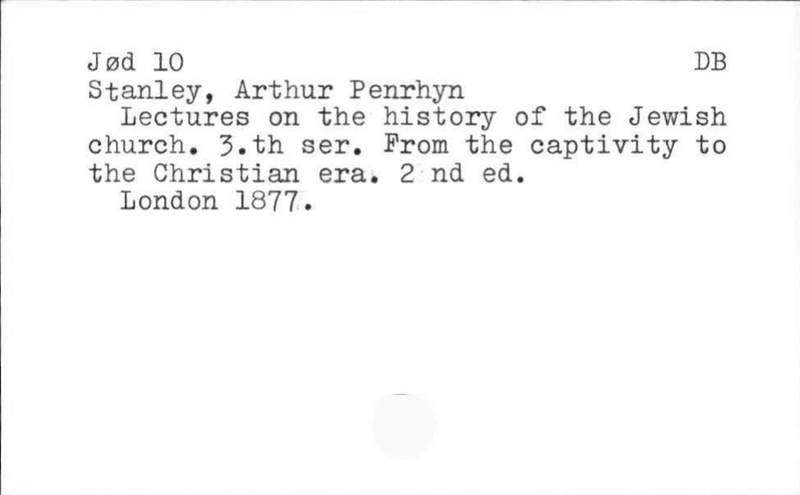 Jød 10 DB
Stanley, Arthur Penrhyn
Lectures on the history of the Jewish
church. 3.th ser. From the captivity to
the Christian era. 2 nd ed.
London 1877.